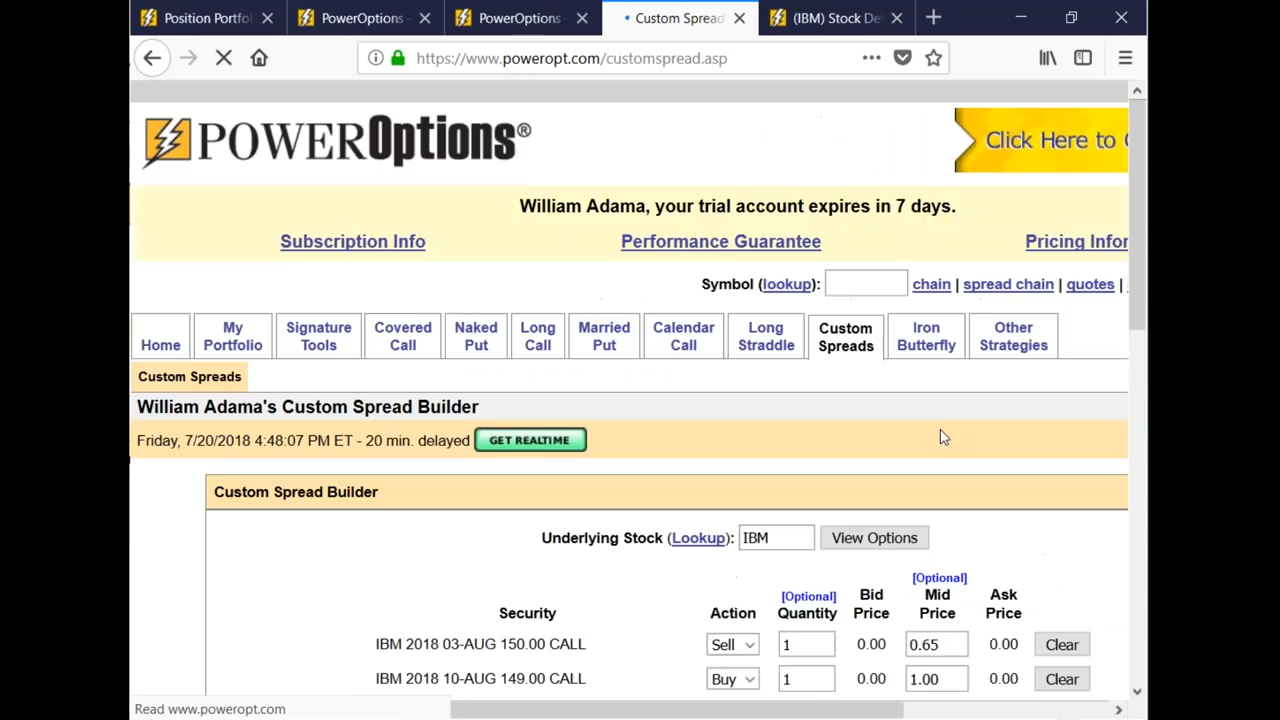 Position Portfo
PowerOptions
PowerOptions
Custom Spread
(IBM) Stock De
https://www.poweropt.com/customspread.asp
POWEROptions®
Click Here to
William Adama, your trial account expires in 7 days.
Subscription Info
Performance Guarantee
Pricing Infor
Symbol (lookup):
chain | spread chain | quotes |
Home
My Portfolio
Signature Tools
Covered Call
Naked Put
Long Call
Married Put
Calendar Call
Long Straddle
Custom Spreads
Iron Butterfly
Other Strategies
Custom Spreads
William Adama's Custom Spread Builder
Friday, 7/20/2018 4:48:07 PM ET - 20 min. delayed GET REALTIME
Custom Spread Builder
Underlying Stock (Lookup): IBM View Options
Security Action [Optional] Quantity Bid Price [Optional] Mid Price Ask Price
IBM 2018 03-AUG 150.00 CALL Sell 1 0.00 0.65 0.00 Clear
IBM 2018 10-AUG 149.00 CALL Buy 1 0.00 1.00 0.00 Clear
Read www.poweropt.com